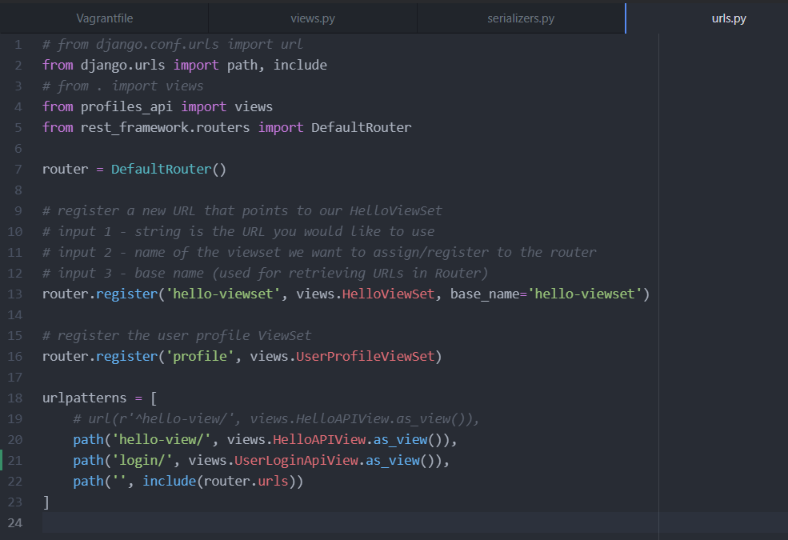 Vagrantfile views.py serializers.py urls.py
1 # from django.conf.urls import url
2 from django.urls import path, include
3 # from . import views
4 from profiles_api import views
5 from rest_framework.routers import DefaultRouter
6
7 router = DefaultRouter()
8
9 # register a new URL that points to our HelloViewSet
10 # input 1 - string is the URL you would like to use
11 # input 2 - name of the viewset we want to assign/register to the router
12 # input 3 - base name (used for retrieving URLs in Router)
13 router.register('hello-viewset', views.HelloViewSet, base_name='hello-viewset')
14
15 # register the user profile ViewSet
16 router.register('profile', views.UserProfileViewSet)
17
18 urlpatterns = [
19     # url(r'^hello-view/', views.HelloAPIView.as_view()),
20     path('hello-view/', views.HelloAPIView.as_view()),
21     path('login/', views.UserLoginApiView.as_view()),
22     path('', include(router.urls))
23 ]
24